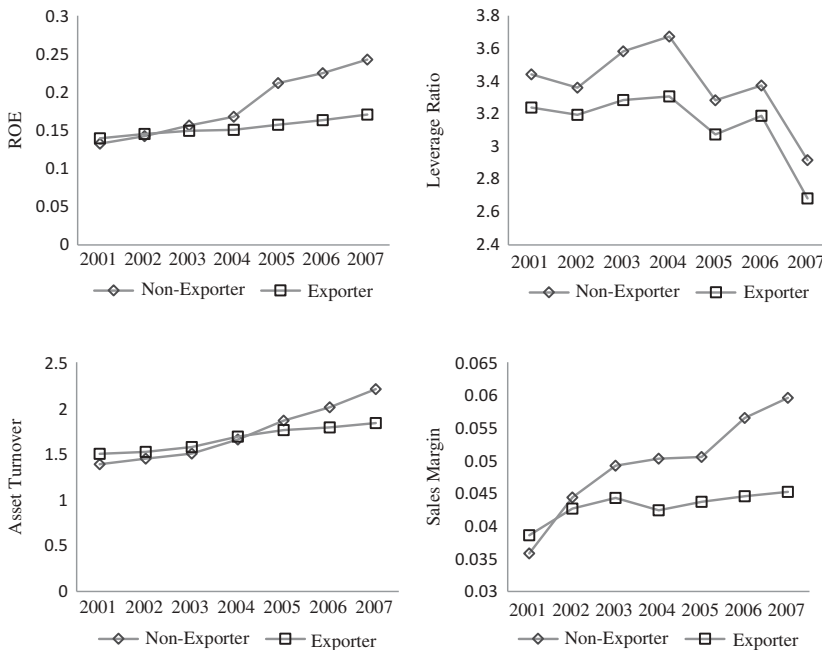 0.3
0.25
0.2
0.15
0.1
0.05
0
ROE
2001 2002 2003 2004 2005 2006 2007
Non-Exporter Exporter
3.8
3.6
3.4
3.2
3
2.8
2.6
2.4
Leverage Ratio
2001 2002 2003 2004 2005 2006 2007
Non-Exporter Exporter
2.5
2
1.5
1
0.5
0
Asset Turnover
2001 2002 2003 2004 2005 2006 2007
Non-Exporter Exporter
0.065
0.06
0.055
0.05
0.045
0.04
0.035
0.03
Sales Margin
2001 2002 2003 2004 2005 2006 2007
Non-Exporter Exporter